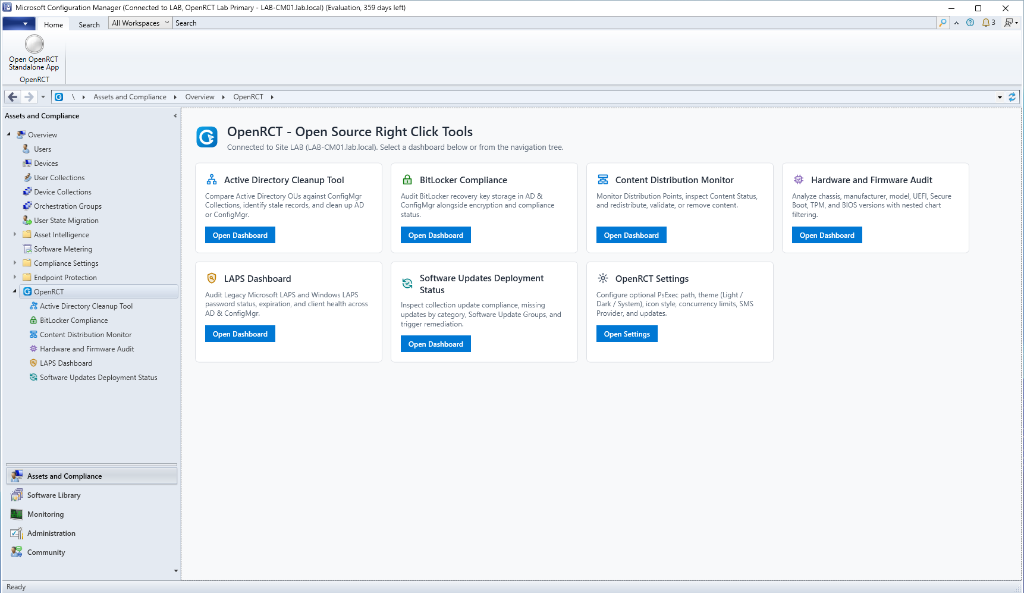 Microsoft Configuration Manager (Connected to LAB, OpenRCT Lab Primary - LAB-CM01.lab.local) (Evaluation, 359 days left)
Home
Search
All Workspaces
Search
3
Open OpenRCT
Standalone App
OpenRCT
\ Assets and Compliance Overview OpenRCT
Assets and Compliance
Overview
Users
Devices
User Collections
Device Collections
Orchestration Groups
User State Migration
Asset Intelligence
Software Metering
Compliance Settings
Endpoint Protection
OpenRCT
Active Directory Cleanup Tool
BitLocker Compliance
Content Distribution Monitor
Hardware and Firmware Audit
LAPS Dashboard
Software Updates Deployment Status
Assets and Compliance
Software Library
Monitoring
Administration
Community
OpenRCT - Open Source Right Click Tools
Connected to Site LAB (LAB-CM01.lab.local). Select a dashboard below or from the navigation tree.
Active Directory Cleanup Tool
Compare Active Directory OUs against ConfigMgr
Collections, identify stale records, and clean up AD
or ConfigMgr.
Open Dashboard
BitLocker Compliance
Audit BitLocker recovery key storage in AD &
ConfigMgr alongside encryption and compliance
status.
Open Dashboard
Content Distribution Monitor
Monitor Distribution Points, inspect Content Status,
and redistribute, validate, or remove content.
Open Dashboard
Hardware and Firmware Audit
Analyze chassis, manufacturer, model, UEFI, Secure
Boot, TPM, and BIOS versions with nested chart
filtering.
Open Dashboard
LAPS Dashboard
Audit Legacy Microsoft LAPS and Windows LAPS
password status, expiration, and client health across
AD & ConfigMgr.
Open Dashboard
Software Updates Deployment
Status
Inspect collection update compliance, missing
updates by category, Software Update Groups, and
trigger remediation.
Open Dashboard
OpenRCT Settings
Configure optional PsExec path, theme (Light /
Dark / System), icon style, concurrency limits, SMS
Provider, and updates.
Open Settings
Ready